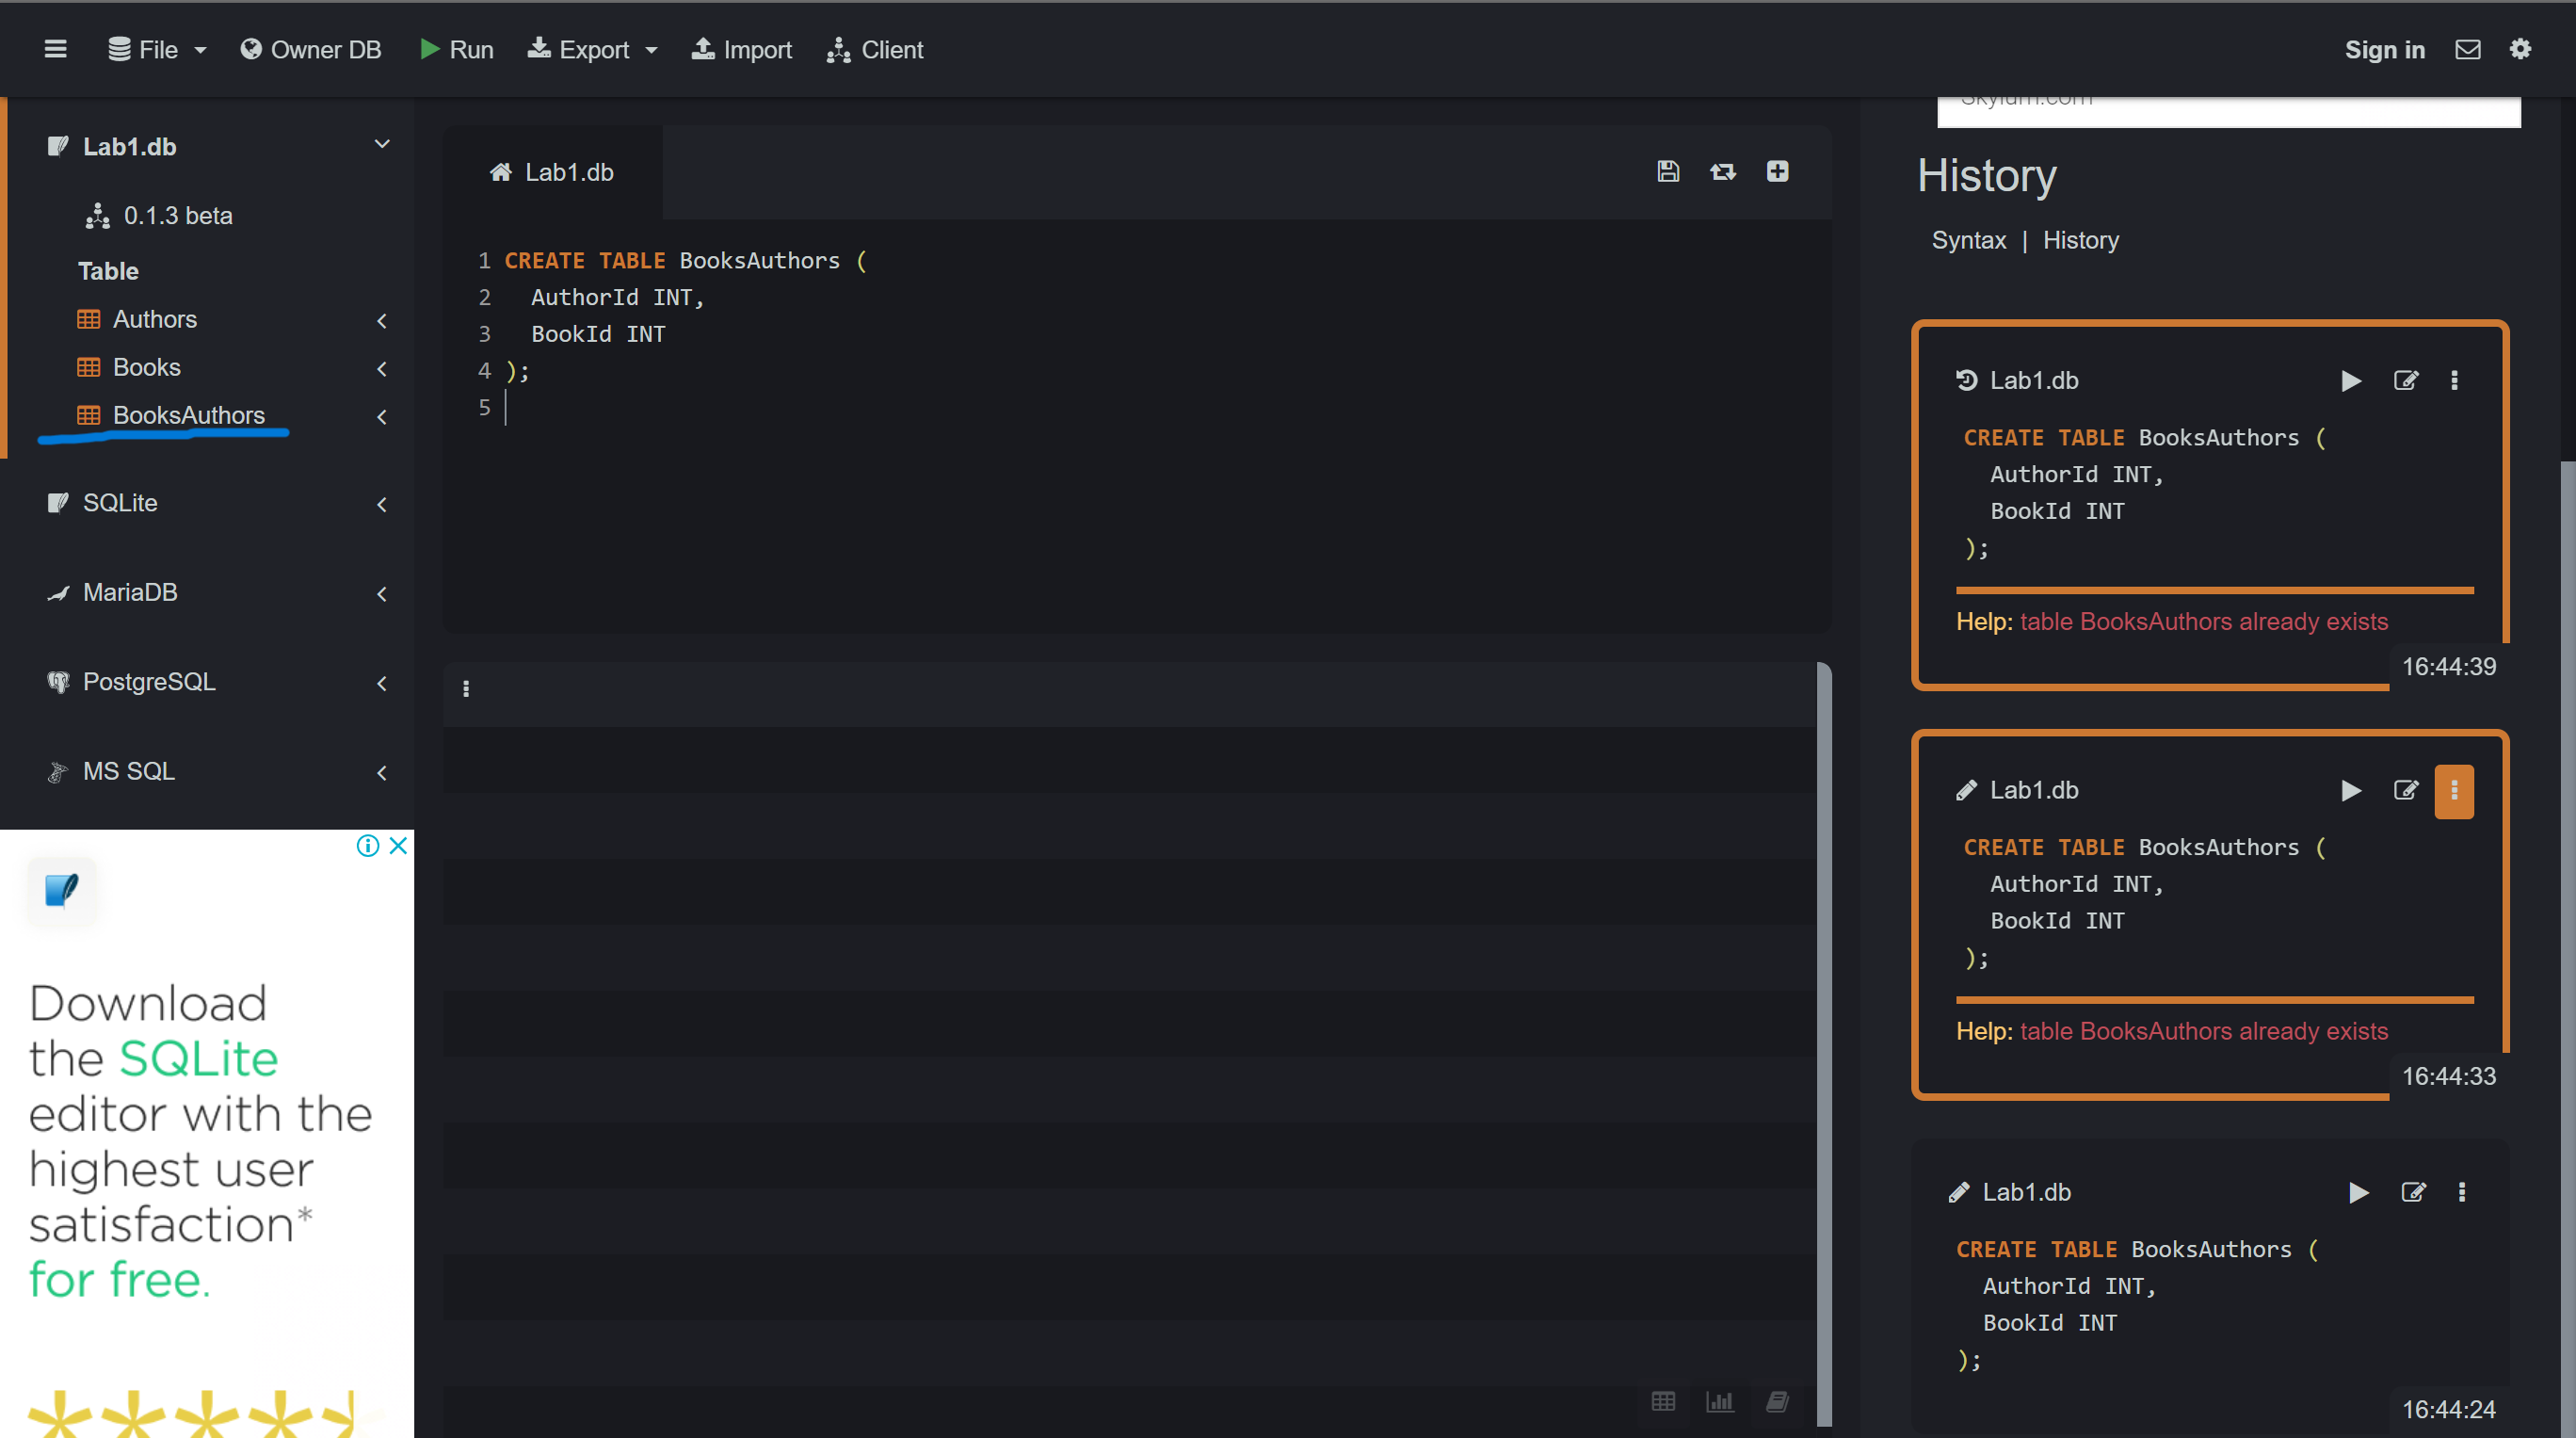 File
Owner DB
Run
Export
Import
Client
Sign in
Lab1.db
0.1.3 beta
Table
Authors
Books
BooksAuthors
SQLite
MariaDB
PostgreSQL
MS SQL
Download
the SQLite
editor with the
highest user
satisfaction*
for free.
Lab1.db
1 CREATE TABLE BooksAuthors (
2 AuthorId INT,
3 BookId INT
4 );
5
History
Syntax | History
Lab1.db
CREATE TABLE BooksAuthors (
AuthorId INT,
BookId INT
);
Help: table BooksAuthors already exists
16:44:39
Lab1.db
CREATE TABLE BooksAuthors (
AuthorId INT,
BookId INT
);
Help: table BooksAuthors already exists
16:44:33
Lab1.db
CREATE TABLE BooksAuthors (
AuthorId INT,
BookId INT
);
16:44:24